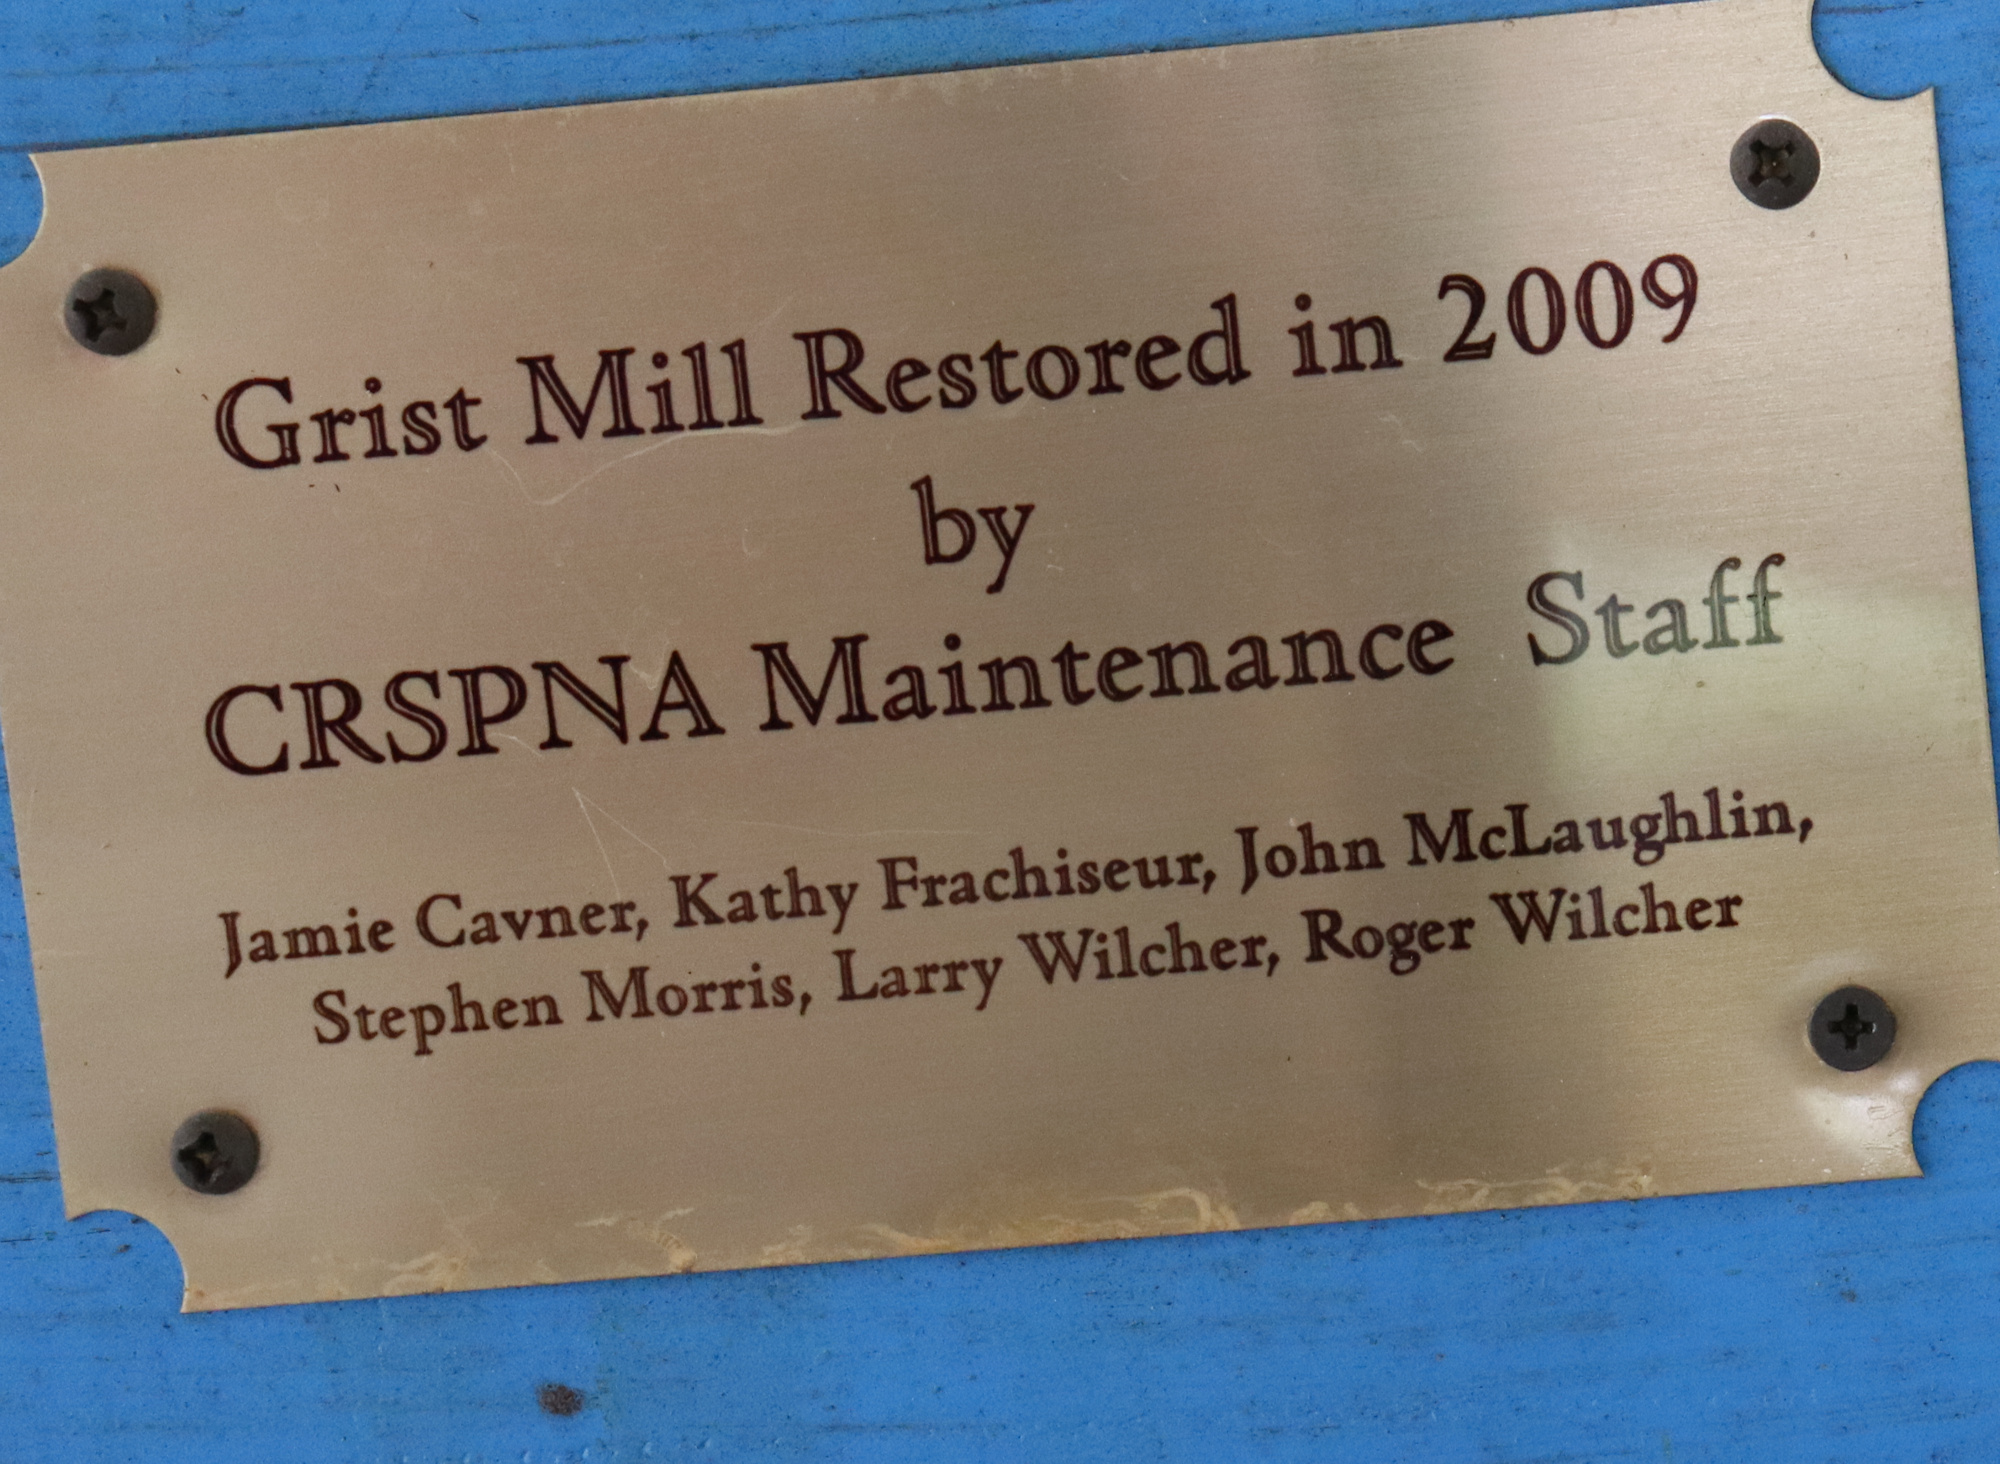 Grist Mill Restored in 2009
by
CRSPNA Maintenance Staff
Jamie Cavner, Kathy Frachiseur, John McLaughlin,
Stephen Morris, Larry Wilcher, Roger Wilcher